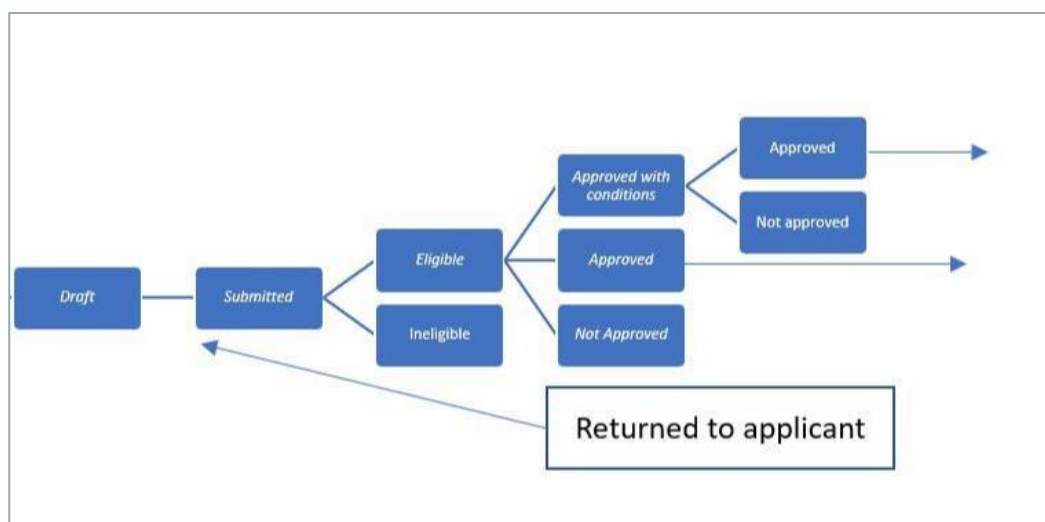 Draft
Submitted
Eligible
Ineligible
Approved with
conditions
Approved
Not Approved
Approved
Not approved
Returned to applicant